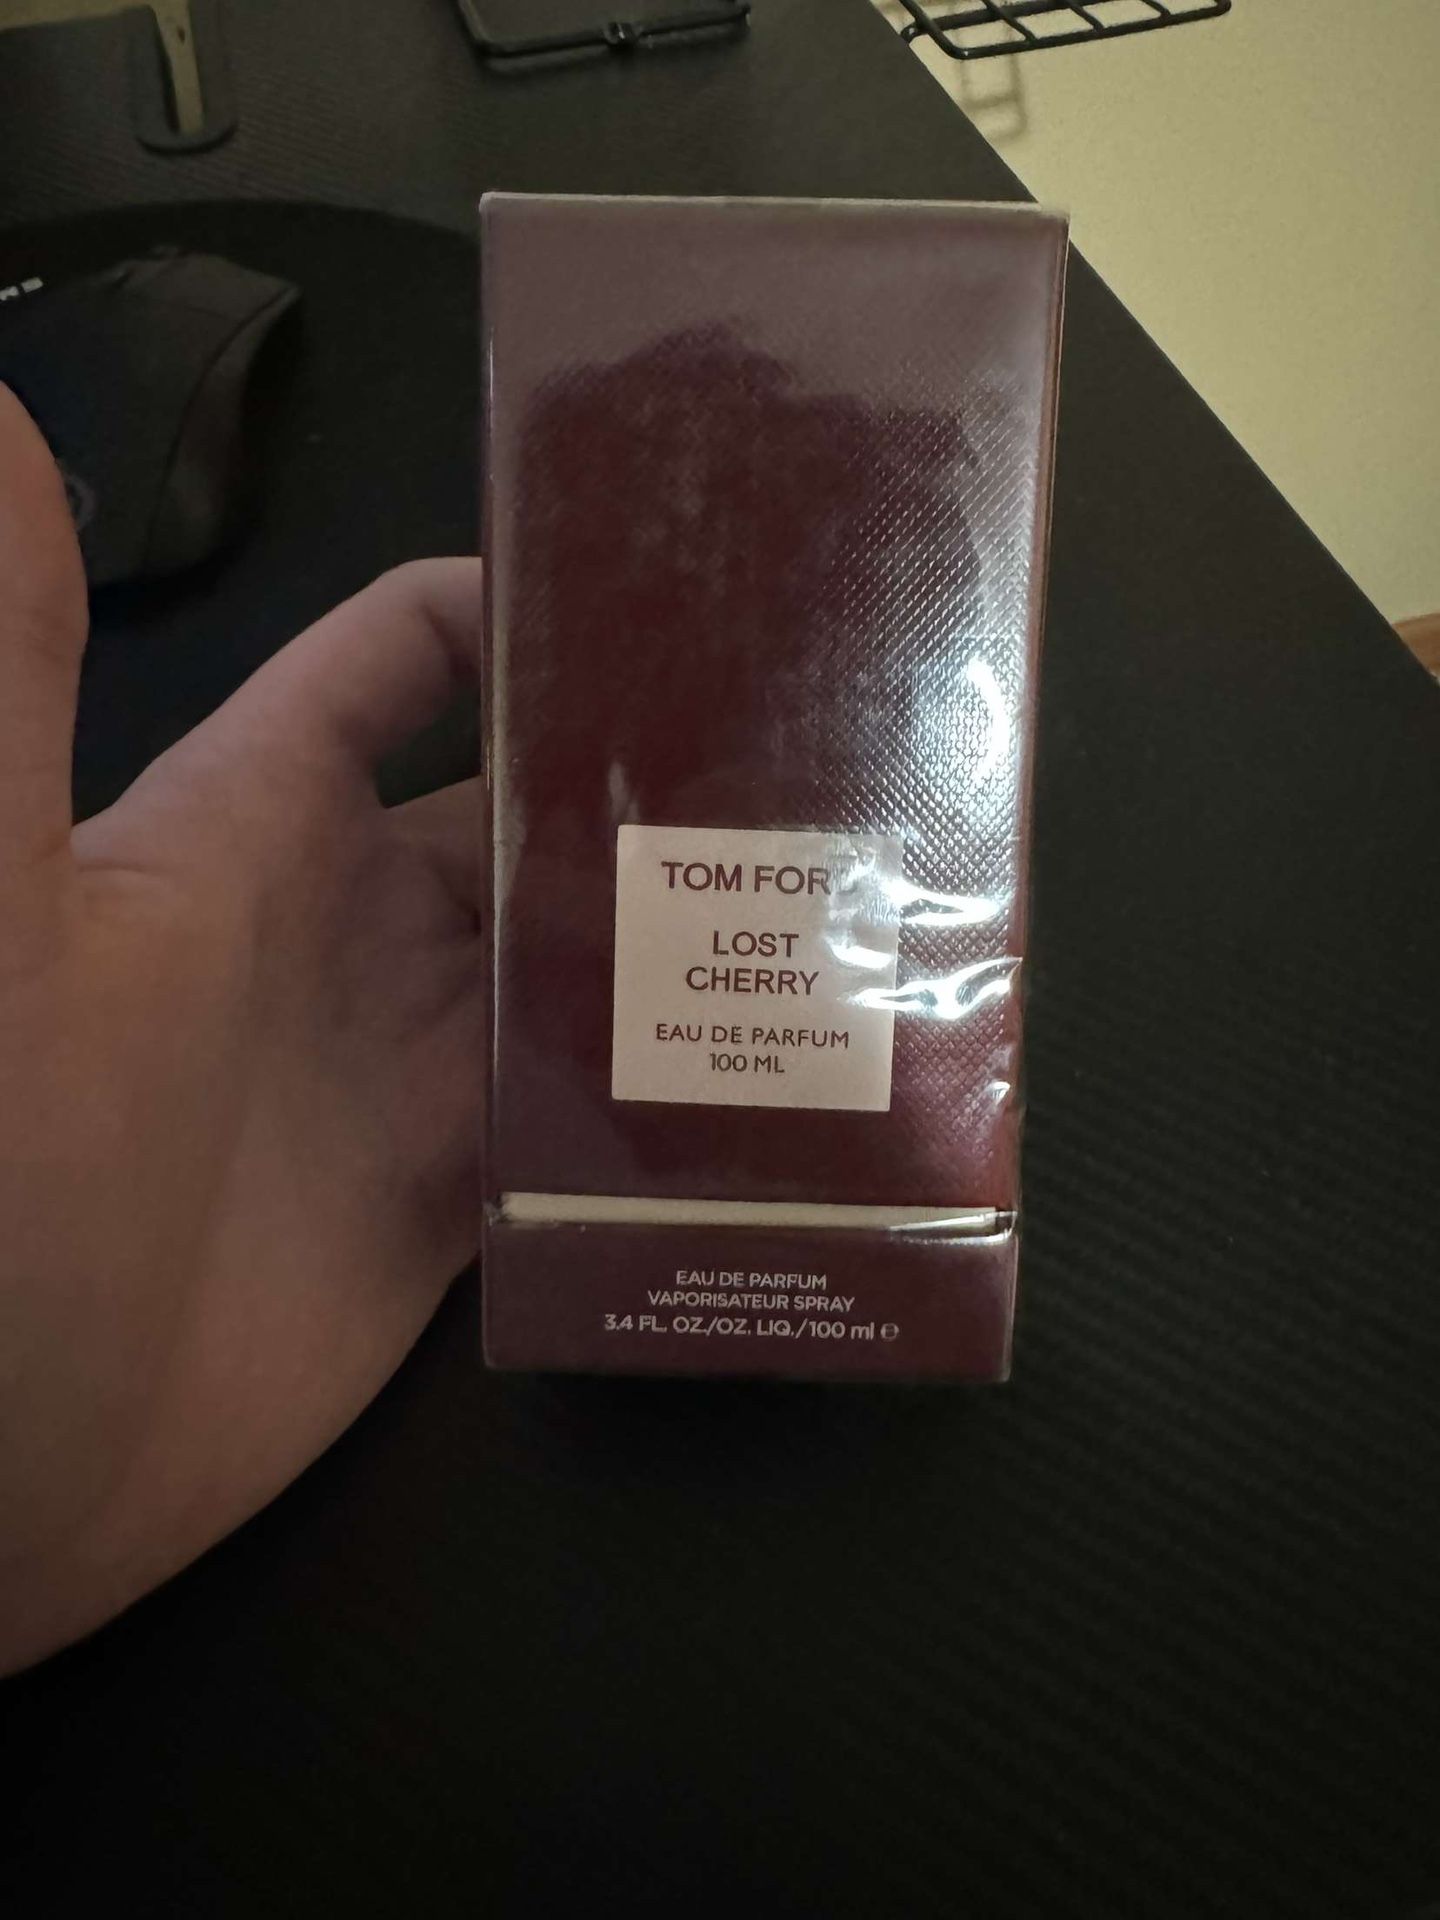 TOM FORD
LOST
CHERRY
EAU DE PARFUM
100 ML
EAU DE PARFUM
VAPORISATEUR SPRAY
3.4 FL. OZ./OZ. LIQ./100 ml ℮